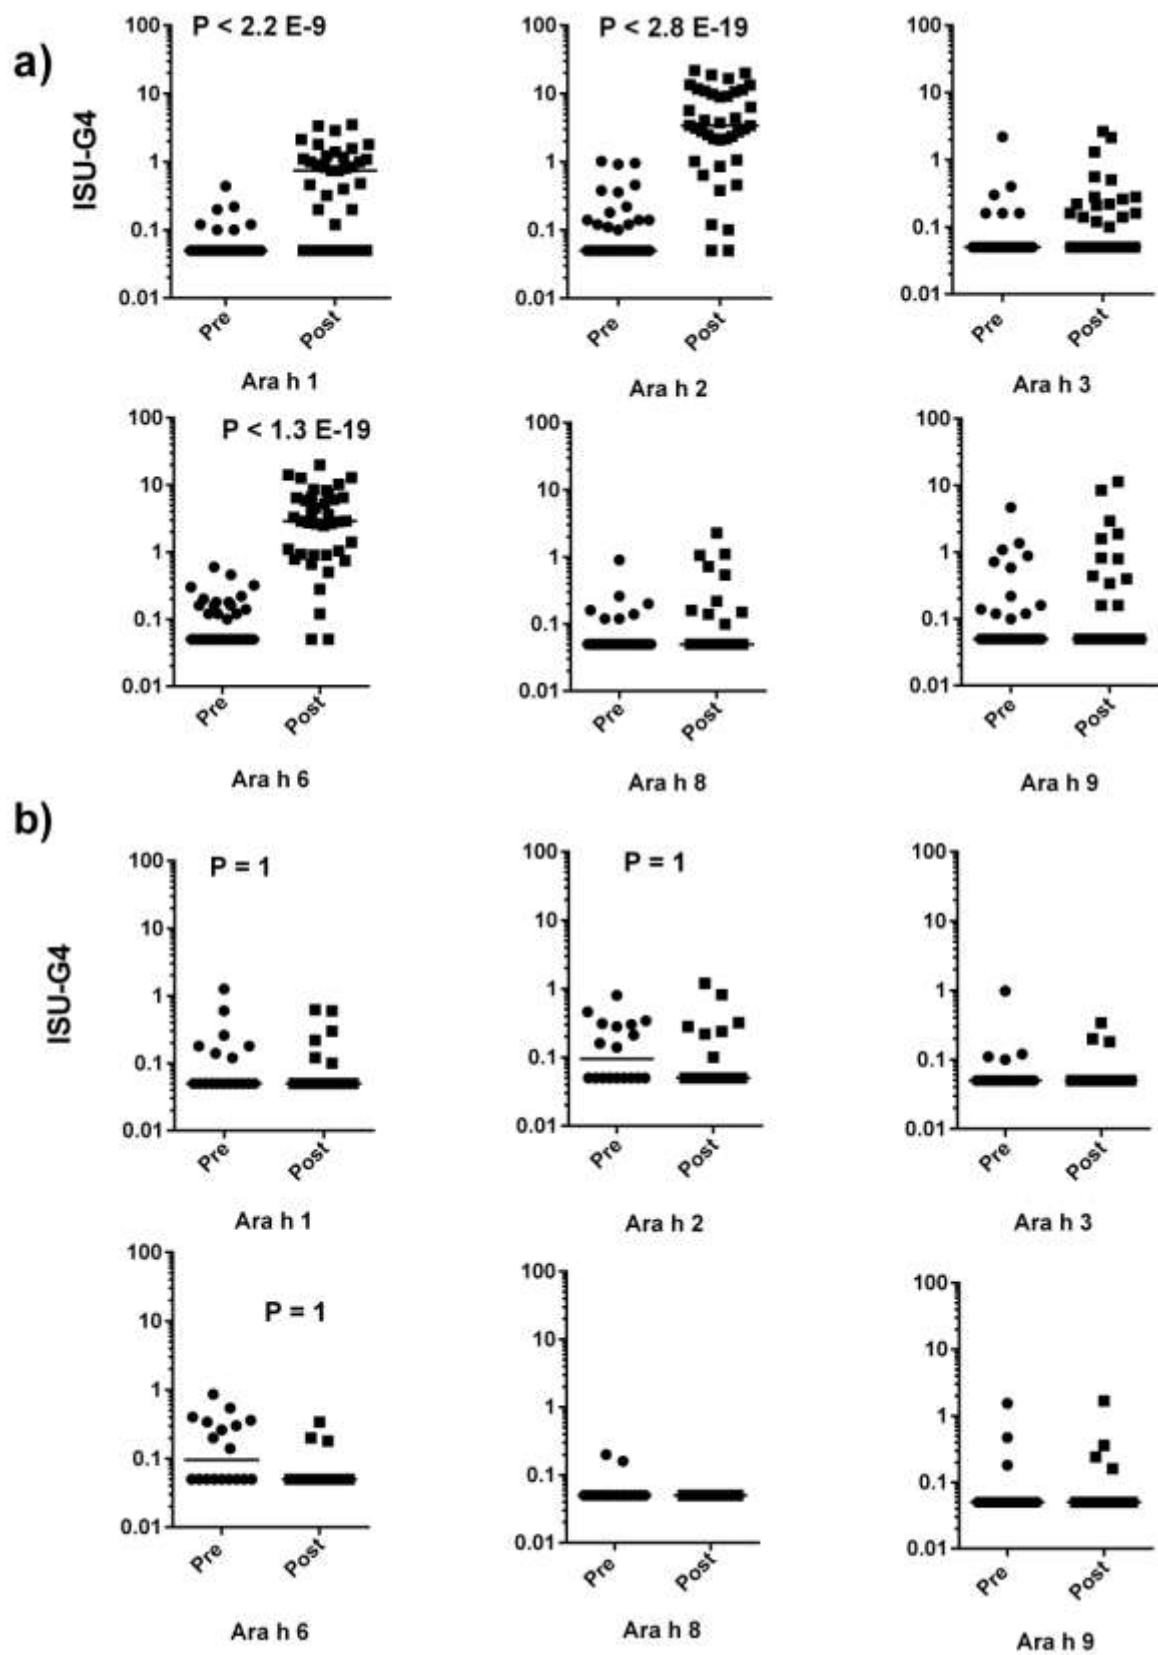 a)
ISU-G4
P < 2.2 E-9
100
10
1
0.1
0.01
Pre
Post
Ara h 1
P < 2.8 E-19
100
10
1
0.1
0.01
Pre
Post
Ara h 2
100
10
1
0.1
0.01
Pre
Post
Ara h 3
P < 1.3 E-19
100
10
1
0.1
0.01
Pre
Post
Ara h 6
100
10
1
0.1
0.01
Pre
Post
Ara h 8
100
10
1
0.1
0.01
Pre
Post
Ara h 9
b)
ISU-G4
P = 1
100
10
1
0.1
0.01
Pre
Post
Ara h 1
P = 1
100
10
1
0.1
0.01
Pre
Post
Ara h 2
100
10
1
0.1
0.01
Pre
Post
Ara h 3
P = 1
100
10
1
0.1
0.01
Pre
Post
Ara h 6
100
10
1
0.1
0.01
Pre
Post
Ara h 8
100
10
1
0.1
0.01
Pre
Post
Ara h 9